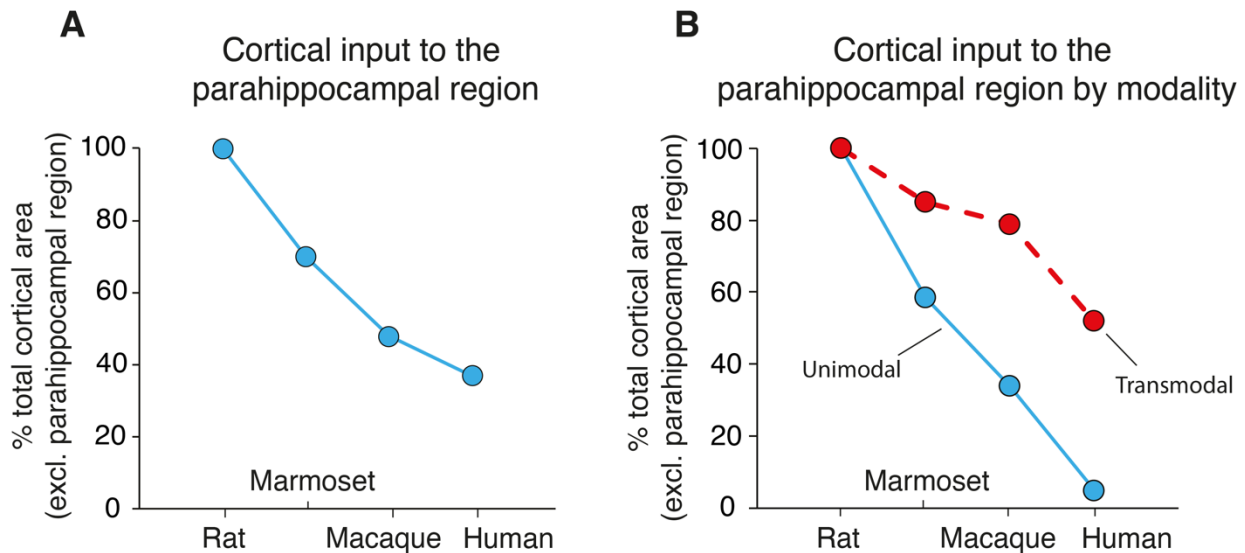 A
Cortical input to the
parahippocampal region
% total cortical area
(excl. parahippocampal region)
100
80
60
40
20
0
Marmoset
Rat
Macaque
Human
B
Cortical input to the
parahippocampal region by modality
% total cortical area
(excl. parahippocampal region)
100
80
60
40
20
0
Unimodal
Transmodal
Marmoset
Rat
Macaque
Human